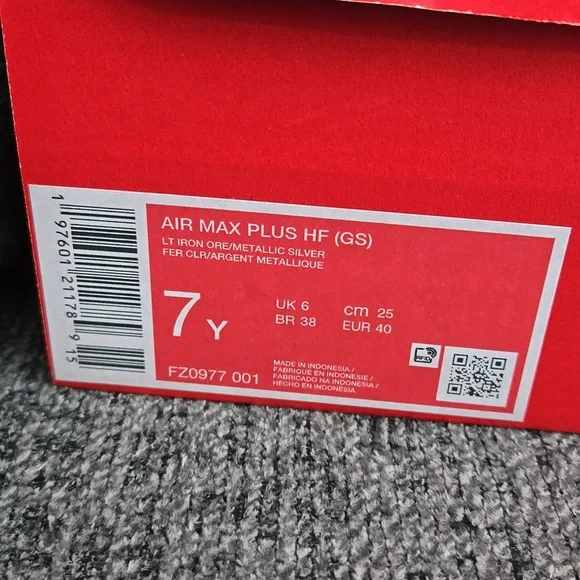 AIR MAX PLUS HF (GS)
LT IRON ORE/METALLIC SILVER
FER CLR/ARGENT METALLIQUE
7 Y
UK 6 cm 25
BR 38 EUR 40
FZ0977 001
MADE IN INDONESIA /
FABRIQUE EN INDONESIE /
FABRICADO NA INDONÉSIA /
HECHO EN INDONESIA
RFID
1 97601 21178 9 15